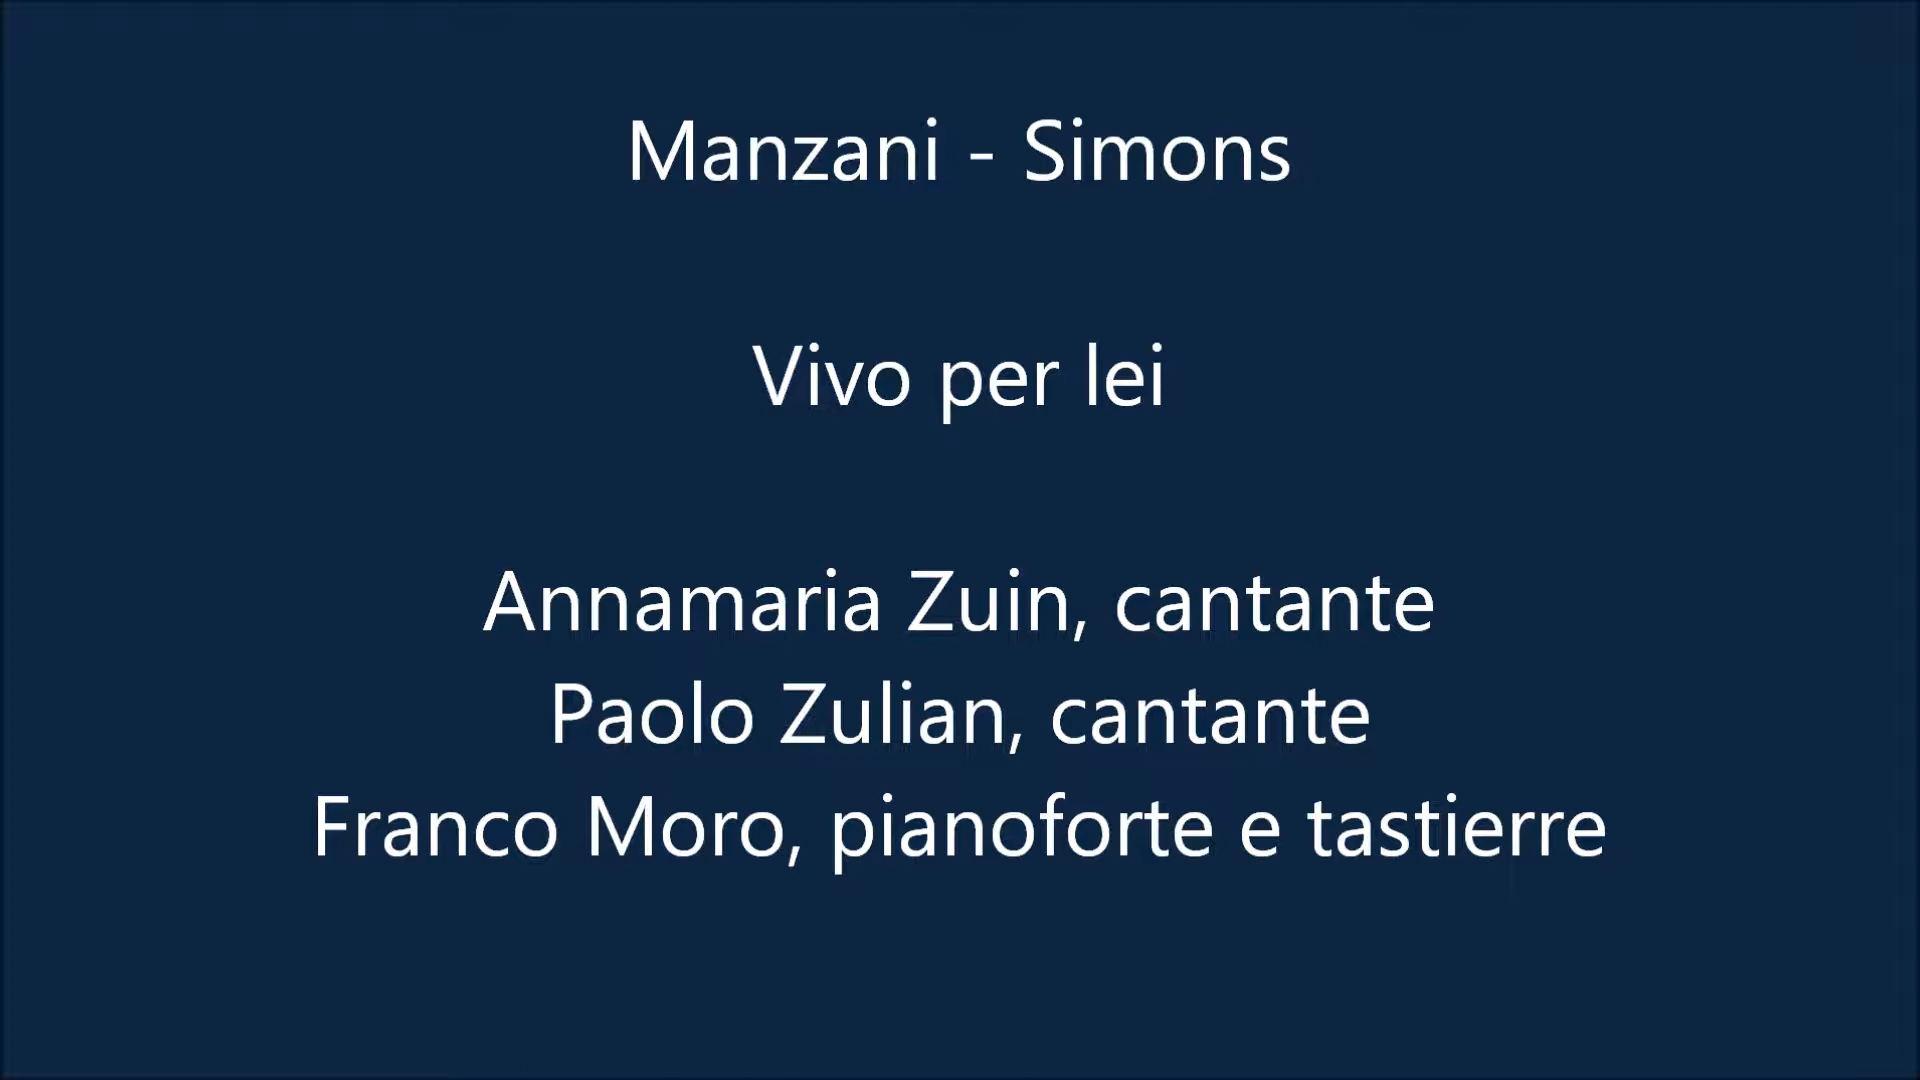 Manzani - Simons
Vivo per lei
Annamaria Zuin, cantante
Paolo Zulian, cantante
Franco Moro, pianoforte e tastierre